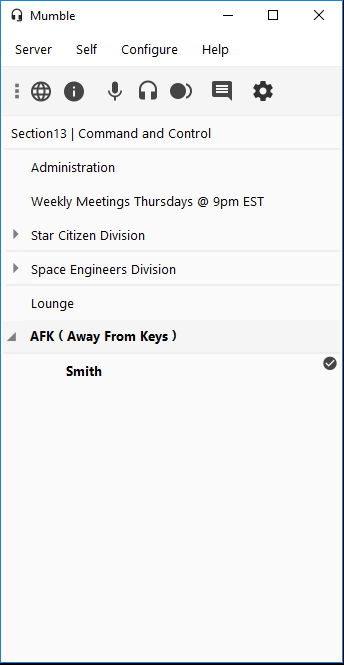 Mumble
Server Self Configure Help
Section13 | Command and Control
Administration
Weekly Meetings Thursdays @ 9pm EST
Star Citizen Division
Space Engineers Division
Lounge
AFK ( Away From Keys )
Smith